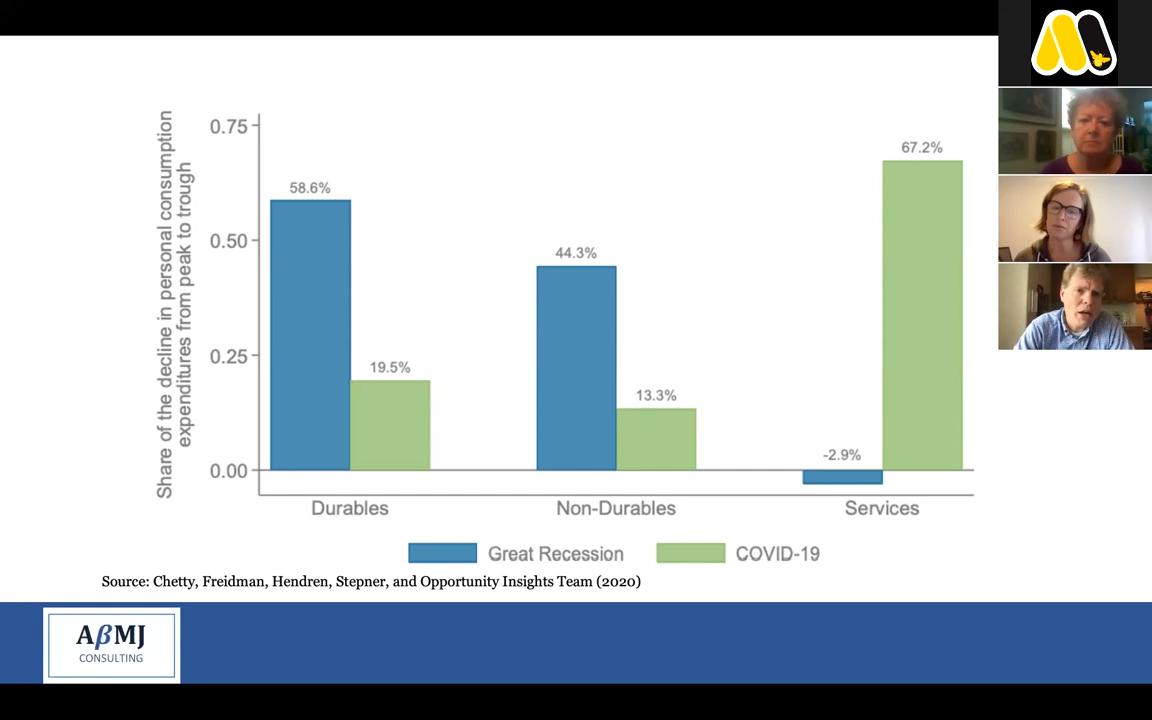 Share of the decline in personal consumption
expenditures from peak to trough
0.75
0.50
0.25
0.00
58.6%
19.5%
44.3%
13.3%
-2.9%
67.2%
Durables
Non-Durables
Services
Great Recession
COVID-19
Source: Chetty, Freidman, Hendren, Stepner, and Opportunity Insights Team (2020)
AβMJ
CONSULTING